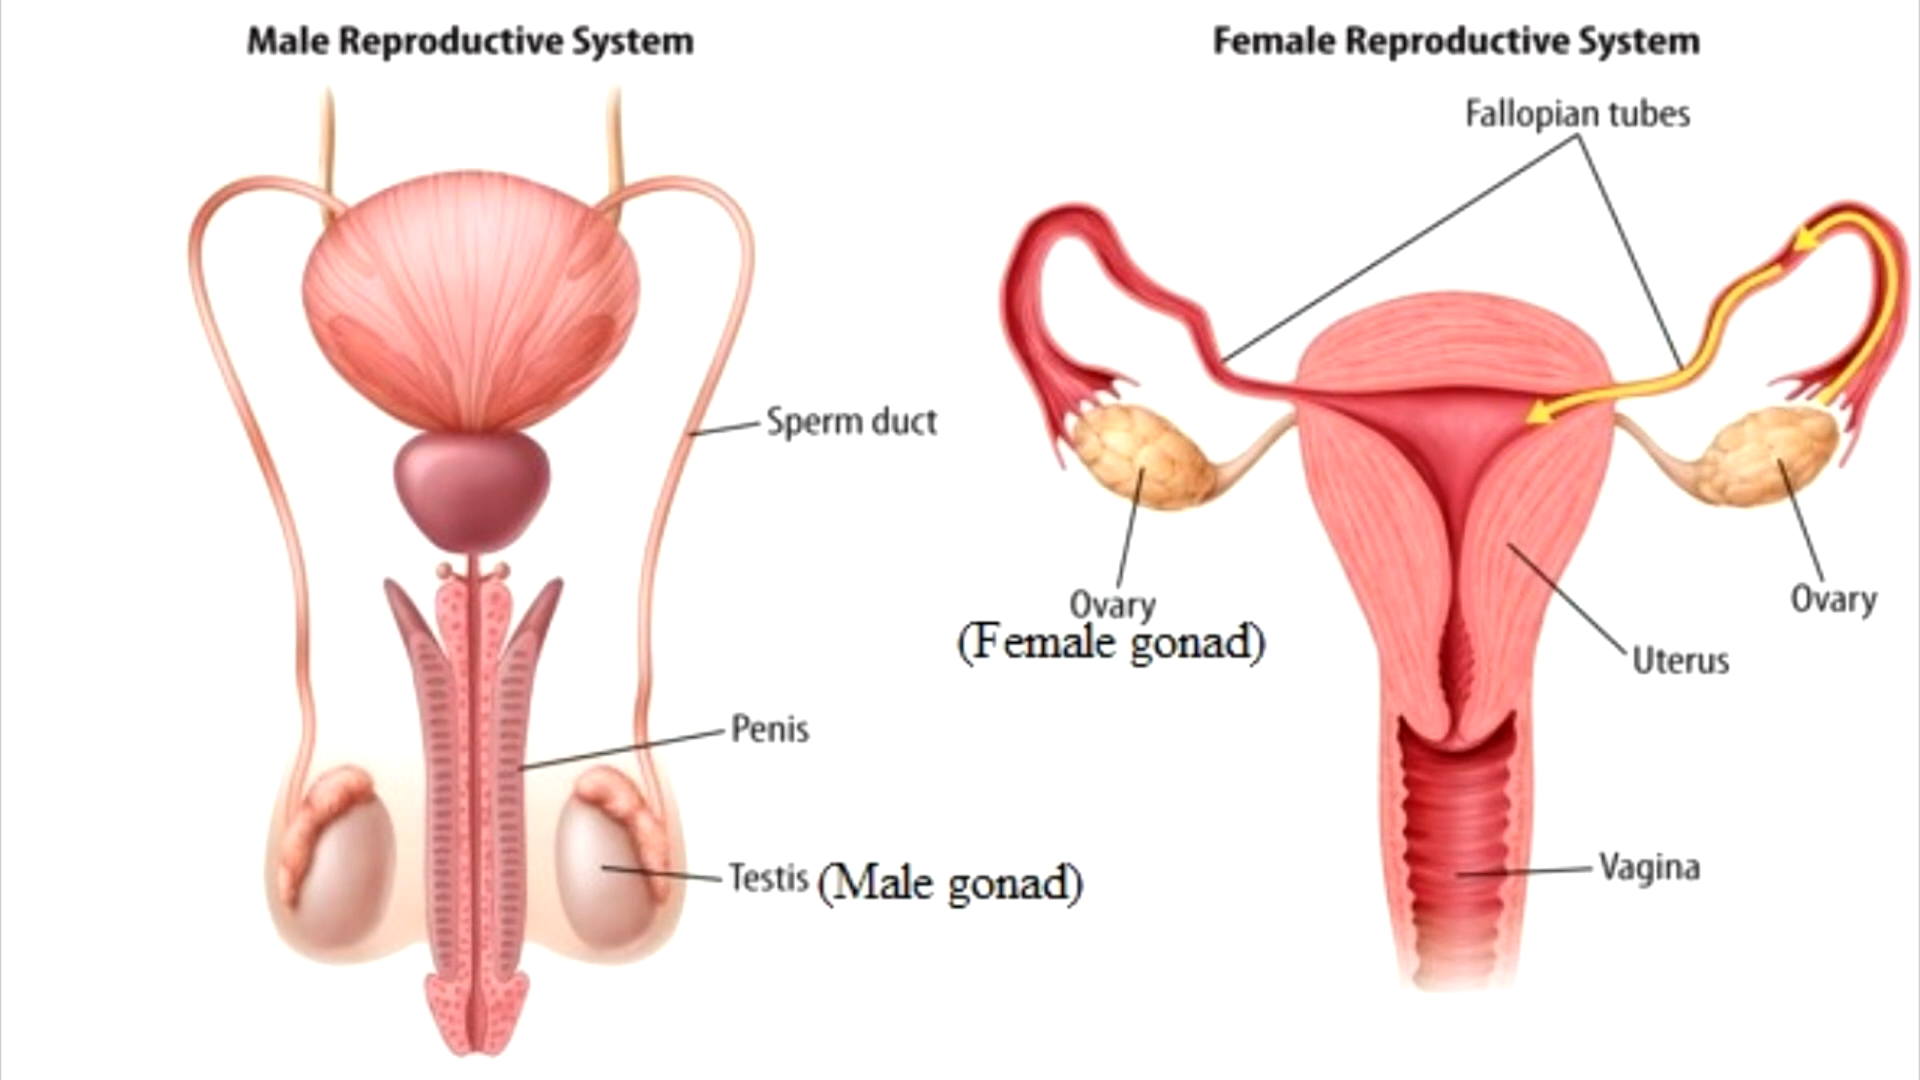 Male Reproductive System
Sperm duct
Penis
Testis (Male gonad)
Female Reproductive System
Fallopian tubes
Ovary
(Female gonad)
Ovary
Uterus
Vagina